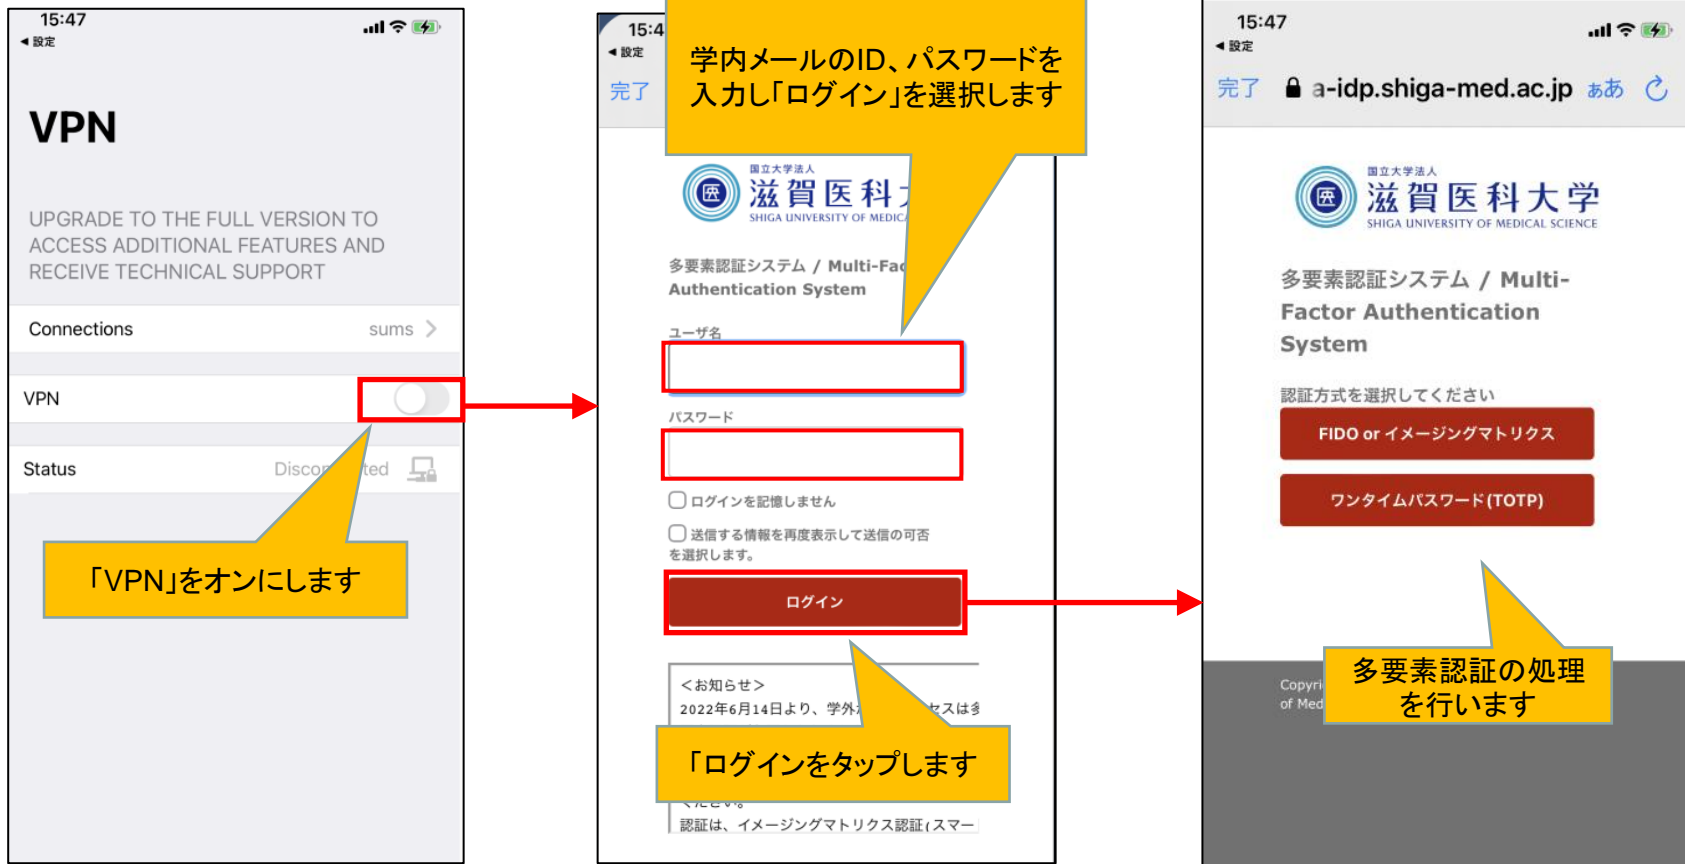 15:47
◀ 設定
VPN
UPGRADE TO THE FULL VERSION TO
ACCESS ADDITIONAL FEATURES AND
RECEIVE TECHNICAL SUPPORT
Connections
sums >
VPN
Status
「VPN」をオンにします
15:4
◀ 設定
完了
学内メールのID、パスワードを
入力し「ログイン」を選択します
医
国立大学法人
滋賀医科
SHIGA UNIVERSITY OF
多要素認証システム / Multi-Fac
Authentication System
ユーザ名
パスワード
ログインを記憶しません
送信する情報を再度表示して送信の可否
を選択します。
ログイン
<お知らせ>
2022年6月14日より、学外
セスは多
「ログインをタップします
ください。
認証は、イメージングマトリクス認証(スマー
15:47
◀ 設定
完了
a-idp.shiga-med.ac.jp
ぁあ
医
国立大学法人
滋賀医科大学
SHIGA UNIVERSITY OF MEDICAL SCIENCE
多要素認証システム / Multi-
Factor Authentication
System
認証方式を選択してください
FIDO or イメージングマトリクス
ワンタイムパスワード(TOTP)
多要素認証の処理
を行います
Copyri
of Med